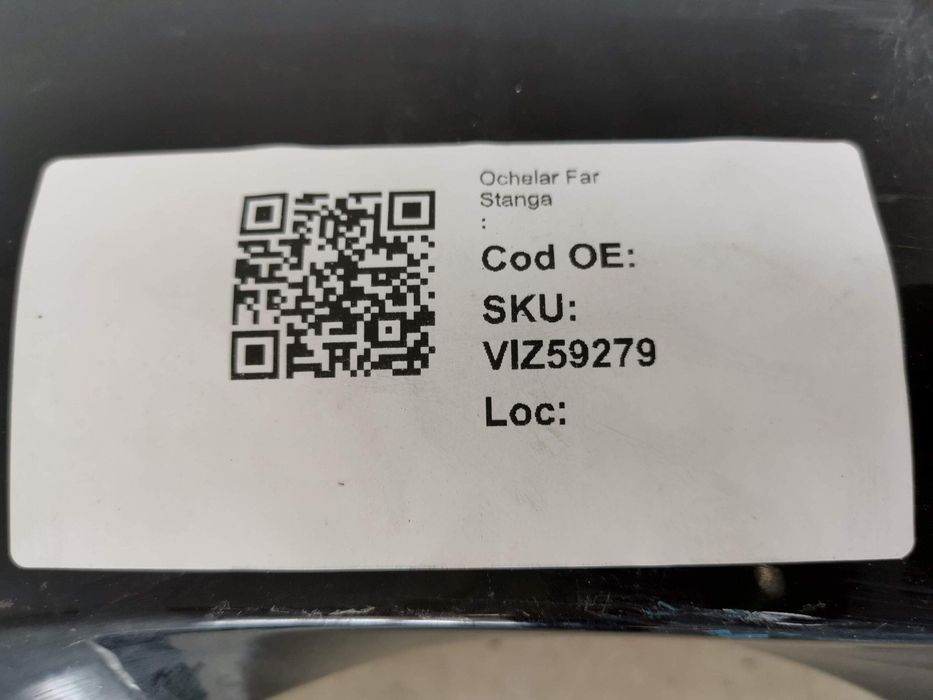 Ochelar Far
Stanga
:
Cod OE:
SKU:
VIZ59279
Loc: